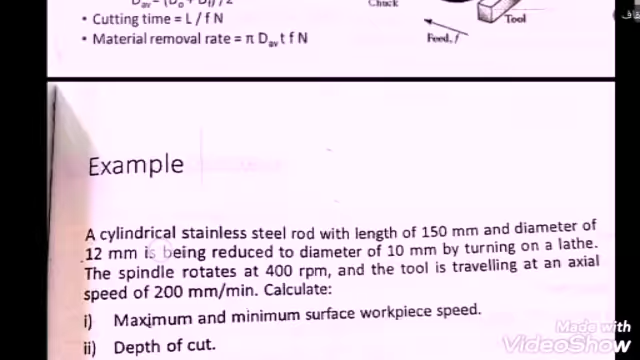 • Cutting time = L / f N
• Material removal rate = π Dav t f N
Chuck
Tool
Feed, f
Example
A cylindrical stainless steel rod with length of 150 mm and diameter of
12 mm is being reduced to diameter of 10 mm by turning on a lathe.
The spindle rotates at 400 rpm, and the tool is travelling at an axial
speed of 200 mm/min. Calculate:
i) Maximum and minimum surface workpiece speed.
ii) Depth of cut.
Made with
VideoShow